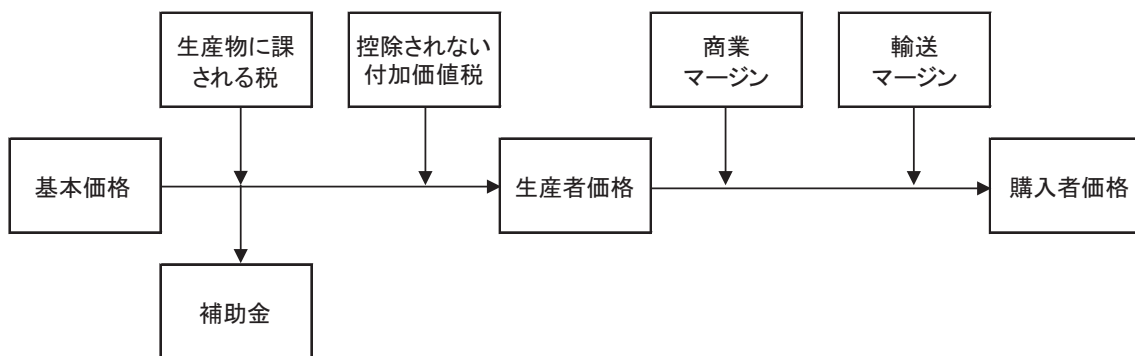 生産物に課
される税
控除されない
付加価値税
商業
マージン
輸送
マージン
基本価格
生産者価格
購入者価格
補助金